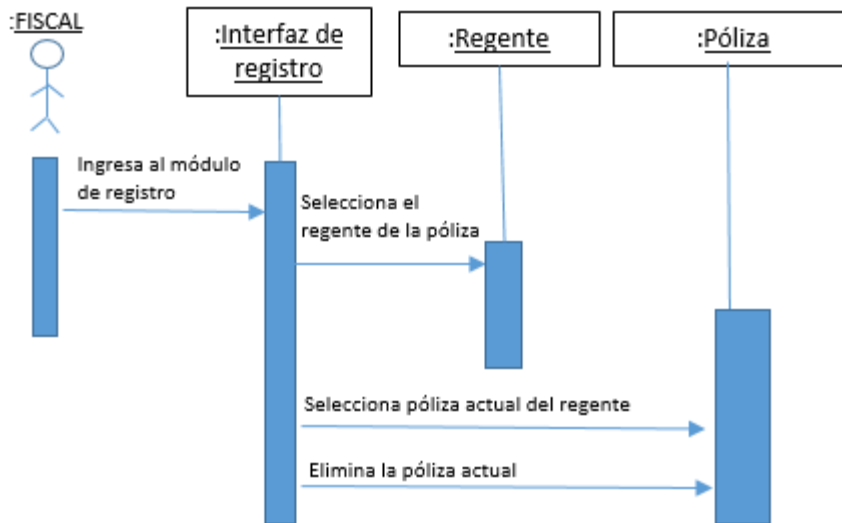 :FISCAL
:Interfaz de
registro
:Regente
:Póliza
Ingresa al módulo
de registro
Selecciona el
regente de la póliza
Selecciona póliza actual del regente
Elimina la póliza actual